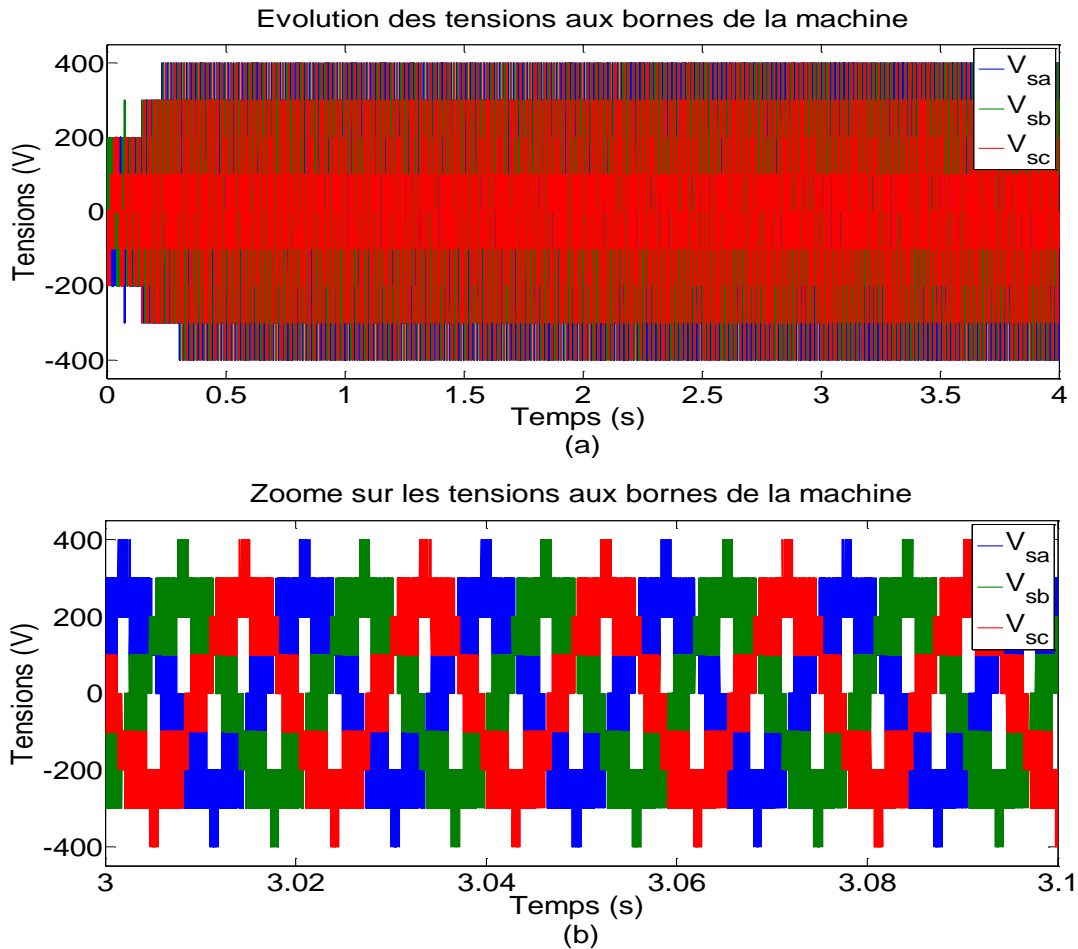 Evolution des tensions aux bornes de la machine
400
200
0
-200
-400
Tensions (V)
V_sa
V_sb
V_sc
0 0.5 1 1.5 2 2.5 3 3.5 4
Temps (s)
(a)
Zoome sur les tensions aux bornes de la machine
400
200
0
-200
-400
Tensions (V)
V_sa
V_sb
V_sc
3 3.02 3.04 3.06 3.08 3.1
Temps (s)
(b)